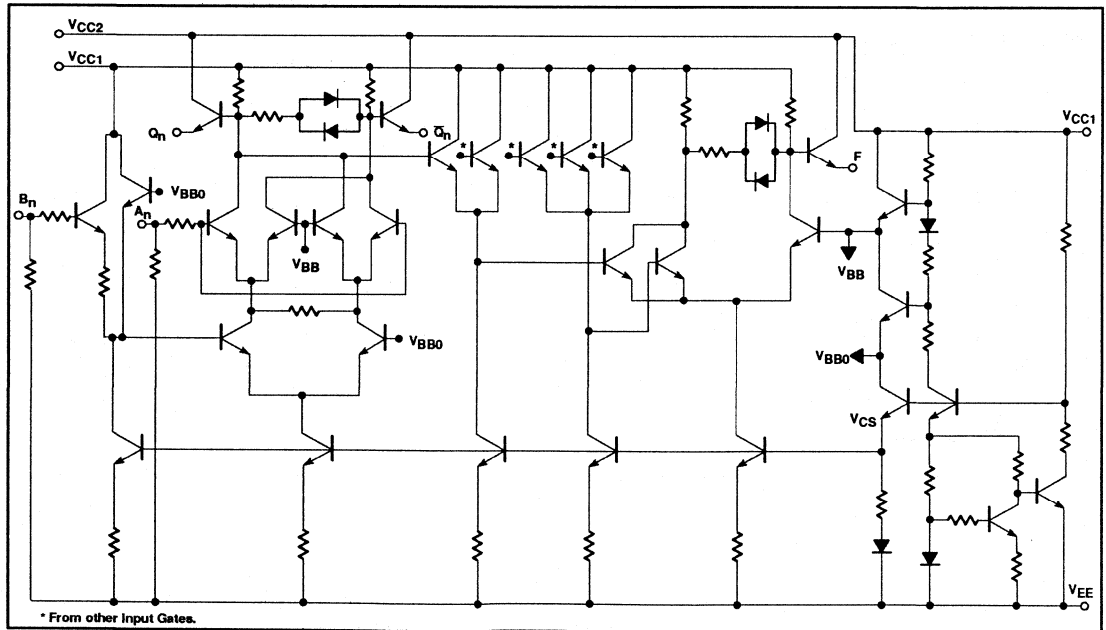 VCC2
VCC1
VCC1
Qn
Q̅n
F
Bn
VBB0
An
VBB
VBB
VBB0
VBB0
VCS
VEE
* * * * *
* From other Input Gates.